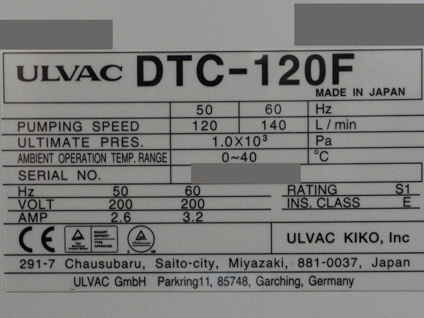 ULVAC DTC-120F
MADE IN JAPAN
50 60 Hz
PUMPING SPEED 120 140 L/min
ULTIMATE PRES. 1.0X10³ Pa
AMBIENT OPERATION TEMP. RANGE 0~40 °C
SERIAL NO.
Hz 50 60 RATING S1
VOLT 200 200 INS. CLASS E
AMP 2.6 3.2
CE ULVAC KIKO, Inc
291-7 Chausubaru, Saito-city, Miyazaki, 881-0037, Japan
ULVAC GmbH Parkring11, 85748, Garching, Germany